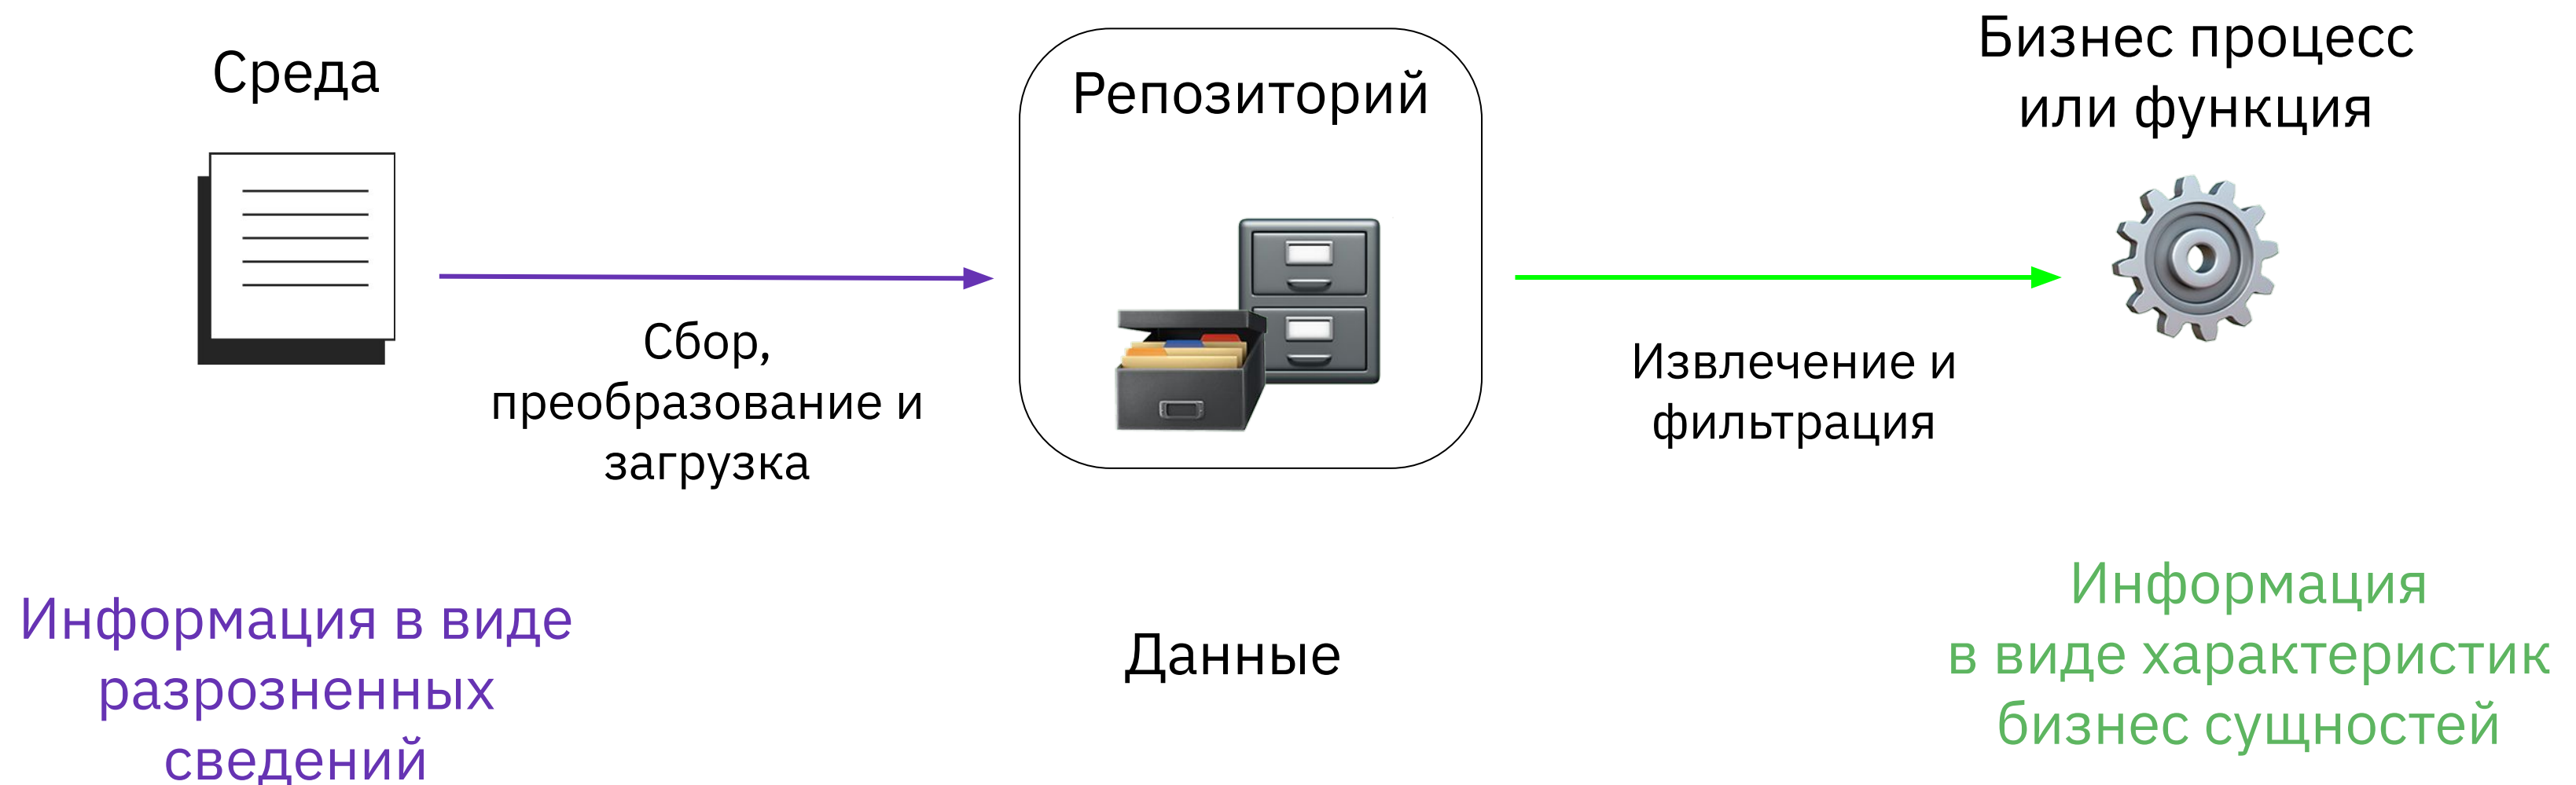 Среда
Репозиторий
Бизнес процесс
или функция
Сбор,
преобразование и
загрузка
Извлечение и
фильтрация
Информация в виде
разрозненных
сведений
Данные
Информация
в виде характеристик
бизнес сущностей